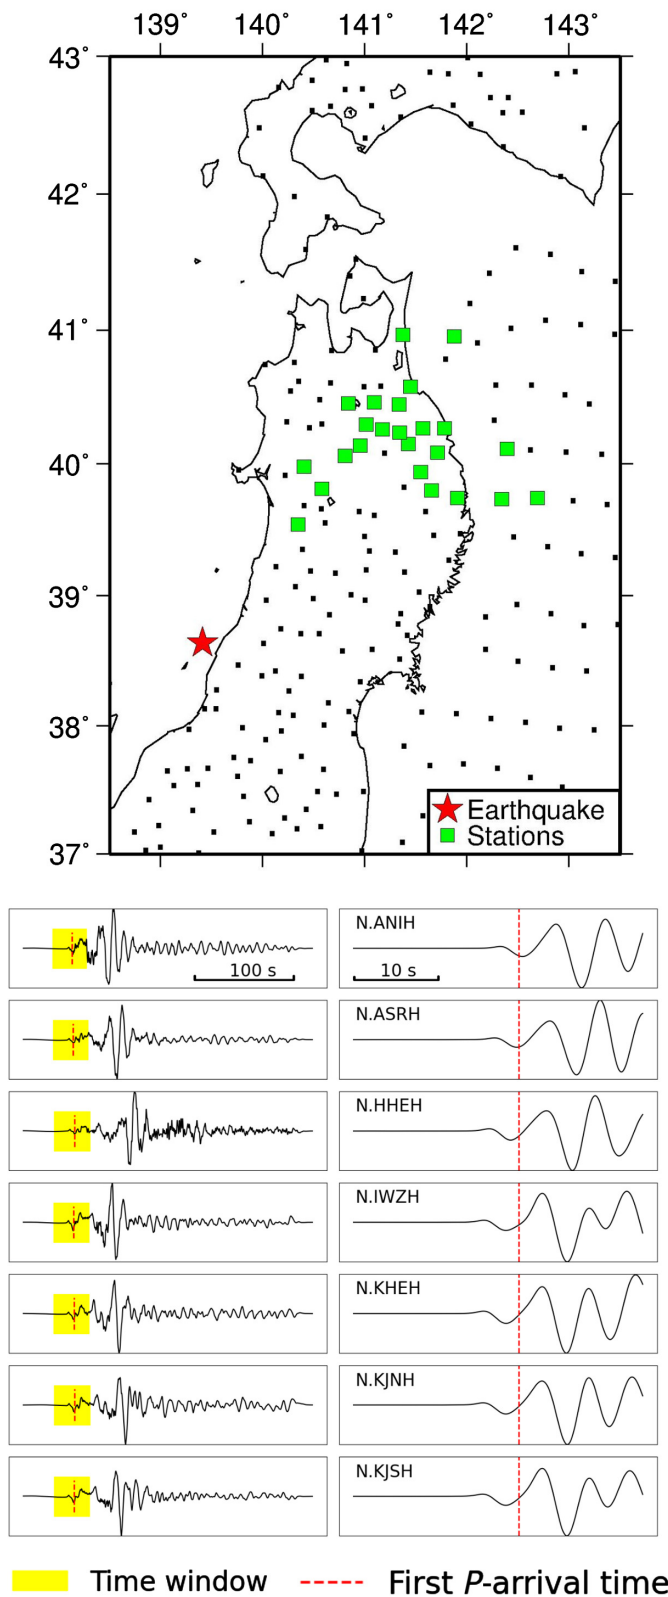 139˚ 140˚ 141˚ 142˚ 143˚
43˚
42˚
41˚
40˚
39˚
38˚
37˚
Earthquake
Stations
100 s
N.ANIH
10 s
N.ASRH
N.HHEH
N.IWZH
N.KHEH
N.KJNH
N.KJSH
Time window First P-arrival time